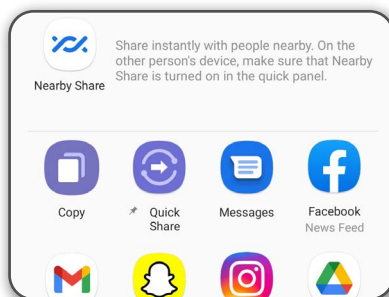 Share instantly with people nearby. On the
other person's device, make sure that Nearby
Share is turned on in the quick panel.
Nearby Share
Copy
Quick
Share
Messages
Facebook
News Feed